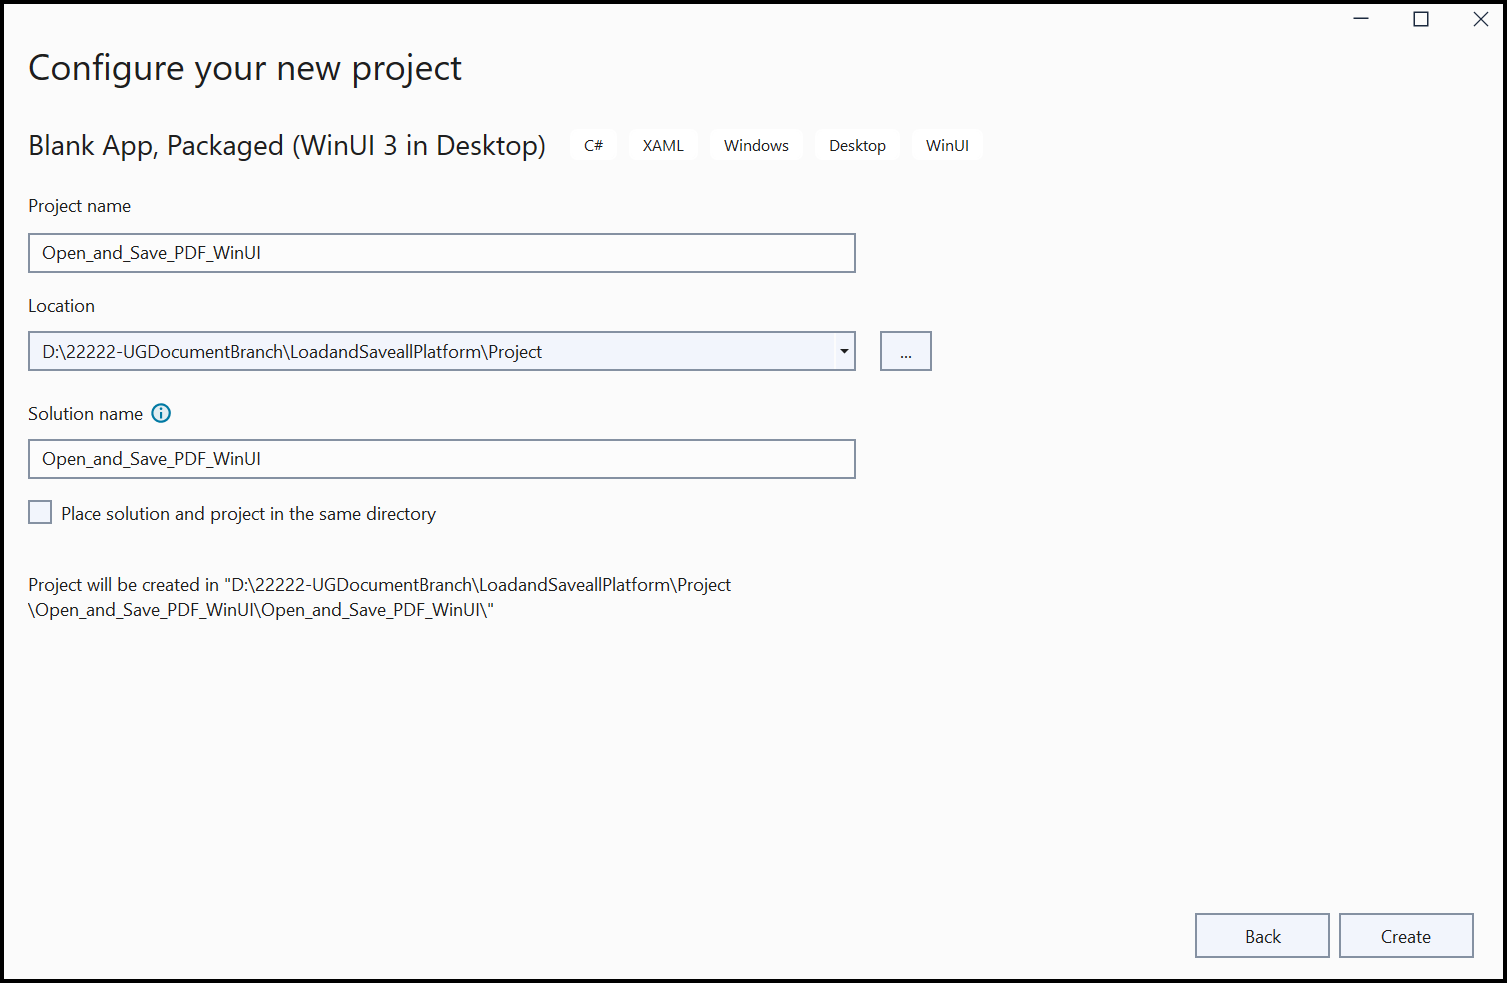 Configure your new project
Blank App, Packaged (WinUI 3 in Desktop) C# XAML Windows Desktop WinUI
Project name
Open_and_Save_PDF_WinUI
Location
D:\22222-UGDocumentBranch\LoadandSaveallPlatform\Project ...
Solution name
Open_and_Save_PDF_WinUI
Place solution and project in the same directory
Project will be created in "D:\22222-UGDocumentBranch\LoadandSaveallPlatform\Project
\Open_and_Save_PDF_WinUI\Open_and_Save_PDF_WinUI\"
Back Create